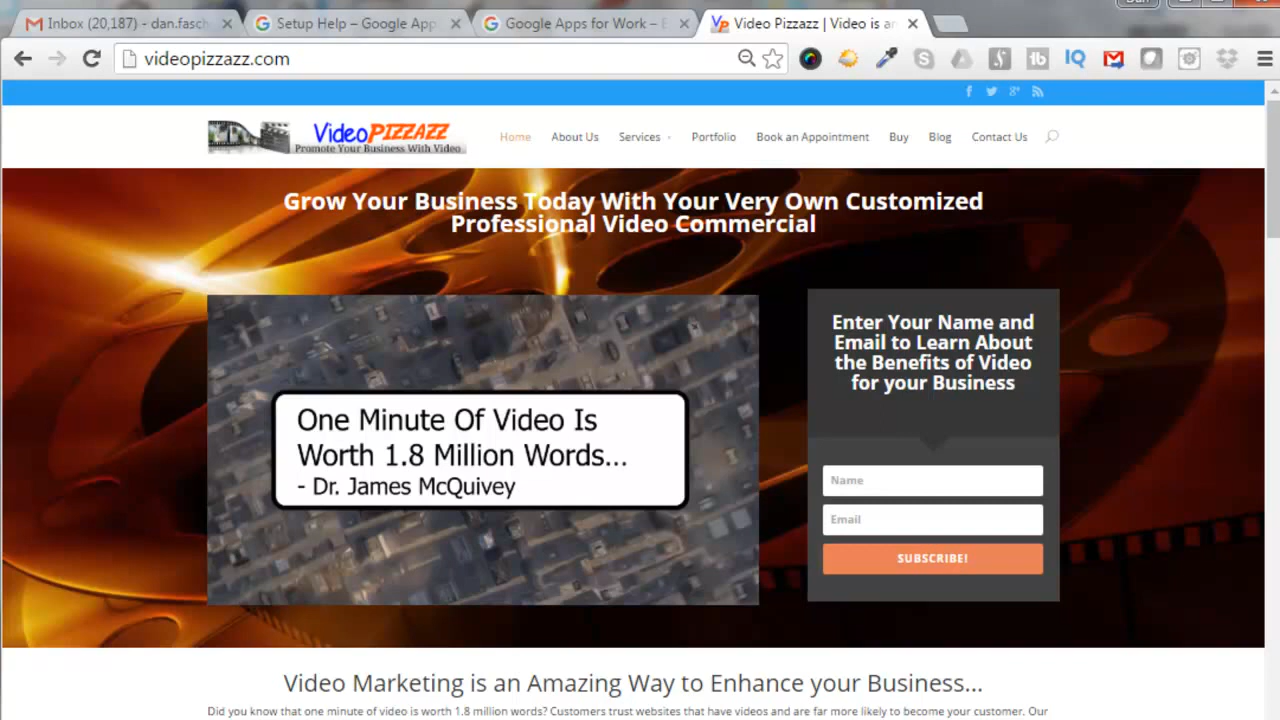 Inbox (20,187) - dan.fasch
Setup Help – Google App
Google Apps for Work – E
Video Pizzazz | Video is an
videopizzazz.com
VideoPIZZAZZ
Promote Your Business With Video
Home
About Us
Services
Portfolio
Book an Appointment
Buy
Blog
Contact Us
Grow Your Business Today With Your Very Own Customized
Professional Video Commercial
One Minute Of Video Is
Worth 1.8 Million Words...
- Dr. James McQuivey
Enter Your Name and
Email to Learn About
the Benefits of Video
for your Business
Name
Email
SUBSCRIBE!
Video Marketing is an Amazing Way to Enhance your Business...
Did you know that one minute of video is worth 1.8 million words? Customers trust websites that have videos and are far more likely to become your customer. Our